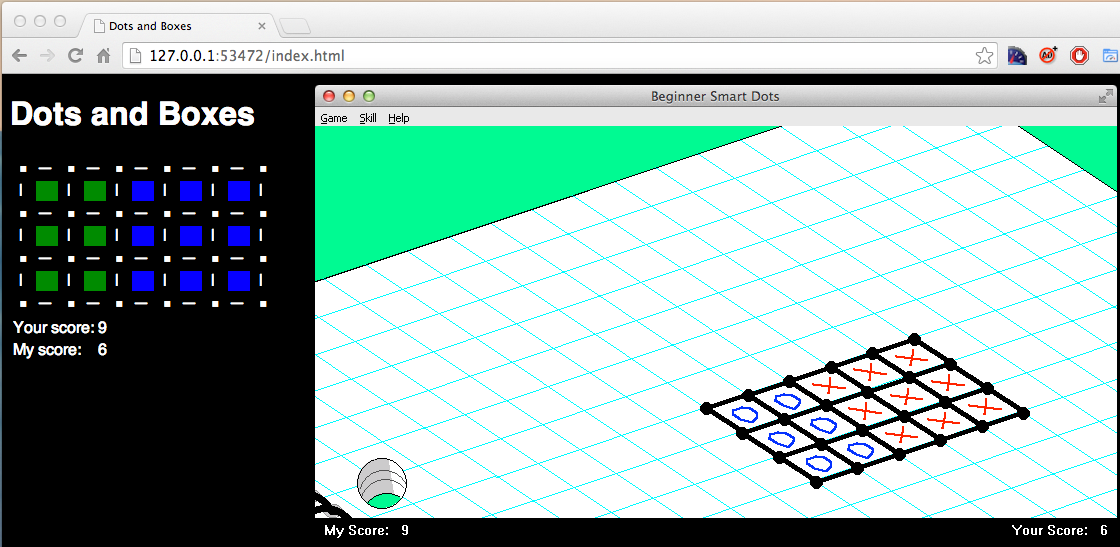 Dots and Boxes
127.0.0.1:53472/index.html
Dots and Boxes
Your score: 9
My score: 6
Beginner Smart Dots
Game Skill Help
My Score: 9
Your Score: 6